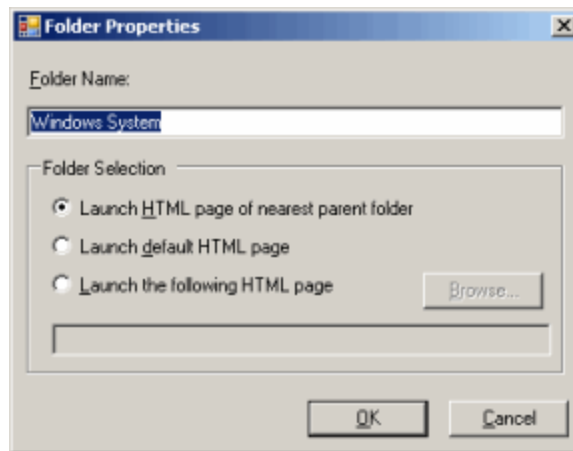 Folder Properties
Folder Name:
Windows System
Folder Selection
Launch HTML page of nearest parent folder
Launch default HTML page
Launch the following HTML page
Browse...
OK
Cancel